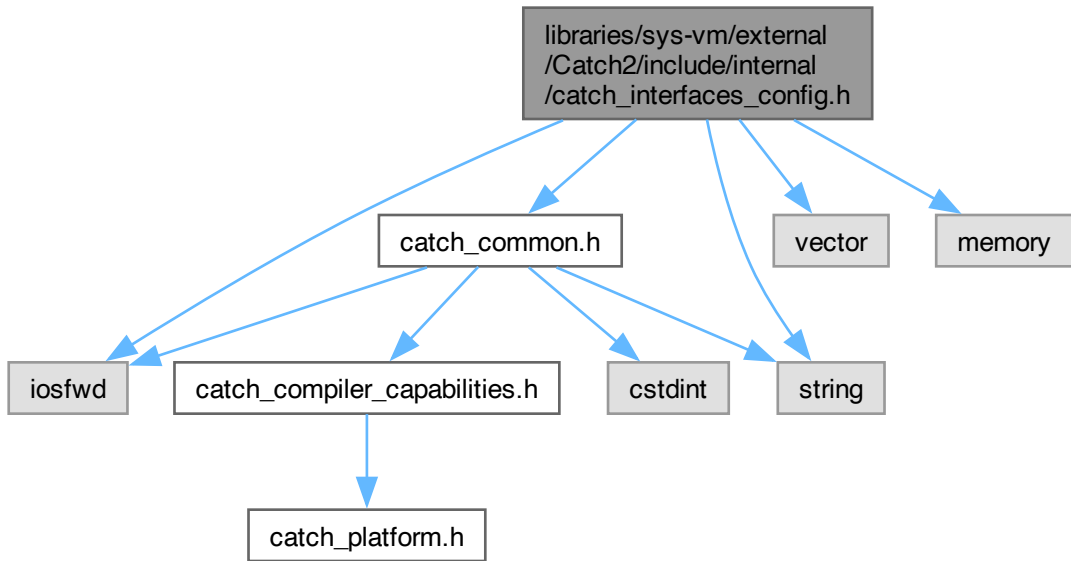 libraries/sys-vm/external
/Catch2/include/internal
/catch_interfaces_config.h
catch_common.h
vector
memory
iosfwd
catch_compiler_capabilities.h
cstdint
string
catch_platform.h